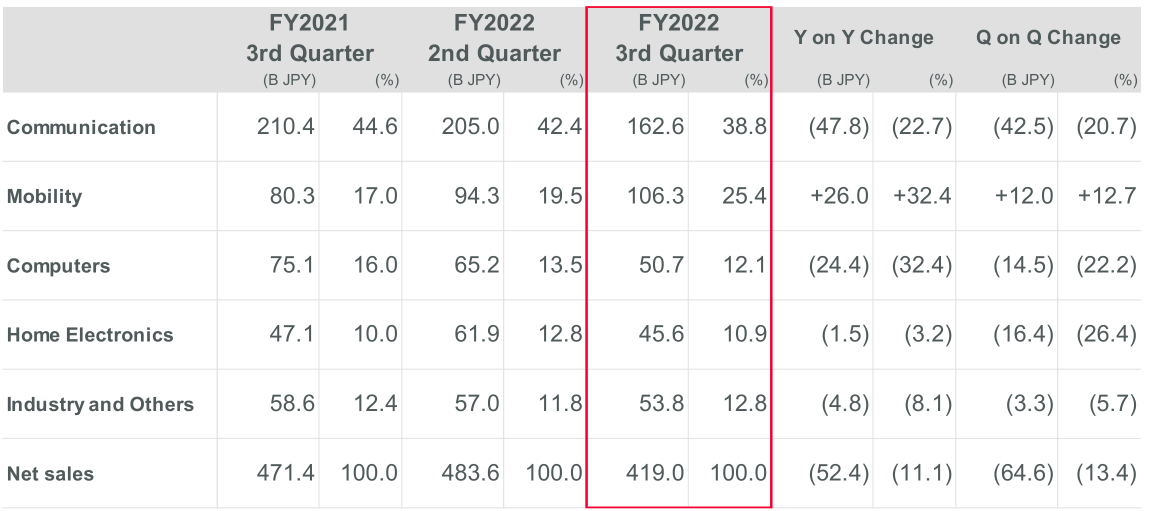 FY2021 FY2022 FY2022 Y on Y Change Q on Q Change
3rd Quarter 2nd Quarter 3rd Quarter
(B JPY) (%) (B JPY) (%) (B JPY) (%) (B JPY) (%) (B JPY) (%)
Communication 210.4 44.6 205.0 42.4 162.6 38.8 (47.8) (22.7) (42.5) (20.7)
Mobility 80.3 17.0 94.3 19.5 106.3 25.4 +26.0 +32.4 +12.0 +12.7
Computers 75.1 16.0 65.2 13.5 50.7 12.1 (24.4) (32.4) (14.5) (22.2)
Home Electronics 47.1 10.0 61.9 12.8 45.6 10.9 (1.5) (3.2) (16.4) (26.4)
Industry and Others 58.6 12.4 57.0 11.8 53.8 12.8 (4.8) (8.1) (3.3) (5.7)
Net sales 471.4 100.0 483.6 100.0 419.0 100.0 (52.4) (11.1) (64.6) (13.4)